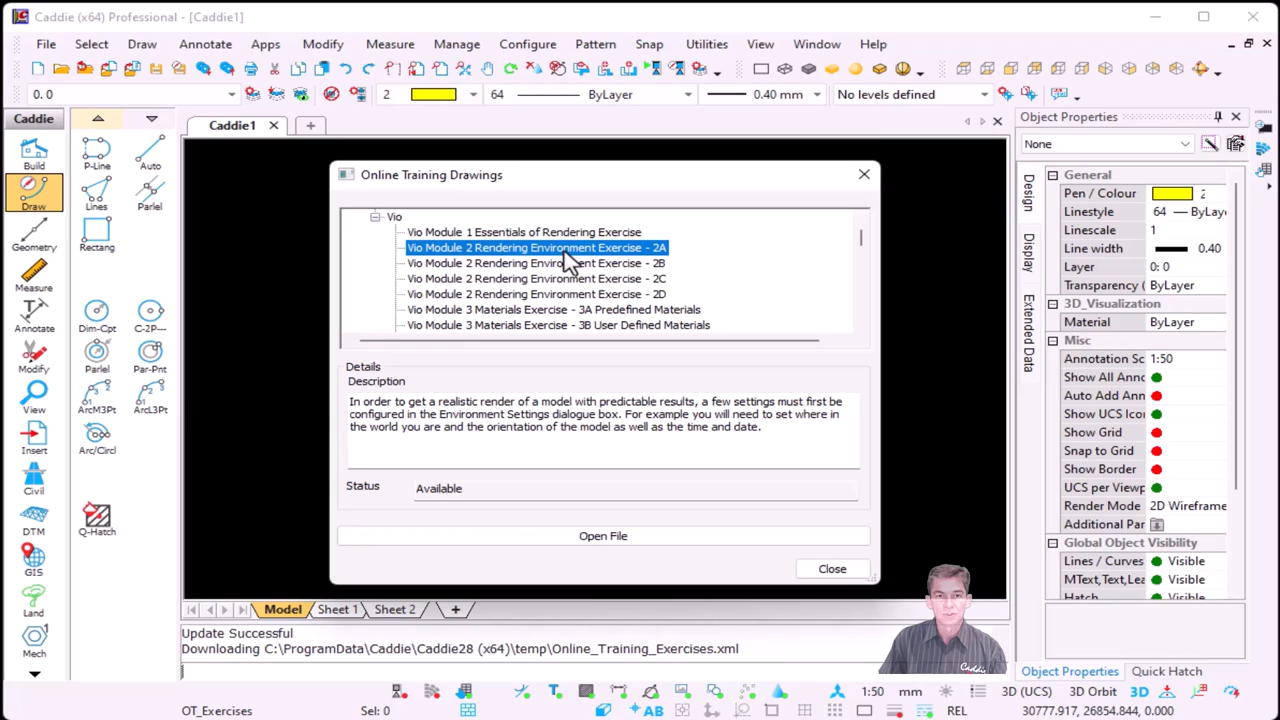 Caddie (x64) Professional - [Caddie1]
File Select Draw Annotate Apps Modify Measure Manage Configure Pattern Snap Utilities View Window Help
0. 0 2 64 ByLayer 0.40 mm No levels defined
Caddie
Caddie1
Object Properties
Build P-Line Auto
None
Draw Lines Parlel
Geometry Rectang
Measure
Annotate Dim-Cpt C-2P---
Modify Parlel Par-Pnt
View ArcM3Pt ArcL3Pt
Insert Arc/Circl
Civil
DTM Q-Hatch
GIS
Land
Mech
Online Training Drawings
Vio
Vio Module 1 Essentials of Rendering Exercise
Vio Module 2 Rendering Environment Exercise - 2A
Vio Module 2 Rendering Environment Exercise - 2B
Vio Module 2 Rendering Environment Exercise - 2C
Vio Module 2 Rendering Environment Exercise - 2D
Vio Module 3 Materials Exercise - 3A Predefined Materials
Vio Module 3 Materials Exercise - 3B User Defined Materials
Details
Description
In order to get a realistic render of a model with predictable results, a few settings must first be
configured in the Environment Settings dialogue box. For example you will need to set where in
the world you are and the orientation of the model as well as the time and date.
Status Available
Open File
Close
Design
Display
Extended Data
General
Pen / Colour 2
Linestyle 64 ByLaye
Linescale 1
Line width 0.40
Layer 0: 0
Transparency ( ByLayer
3D_Visualization
Material ByLayer
Misc
Annotation Sc 1:50
Show All Anno
Auto Add Anno
Show UCS Icon
Show Grid
Snap to Grid
Show Border
UCS per Viewp
Render Mode 2D Wireframe
Additional Par
Global Object Visibility
Lines / Curves Visible
MText,Text,Lea Visible
Hatch Visible
Model Sheet 1 Sheet 2
Update Successful
Downloading C:\ProgramData\Caddie\Caddie28 (x64)\temp\Online_Training_Exercises.xml
Caddie
Object Properties Quick Hatch
AB 1:50 mm 3D (UCS) 3D Orbit 3D
OT_Exercises Sel: 0 REL 30777.917, 26854.844, 0.000